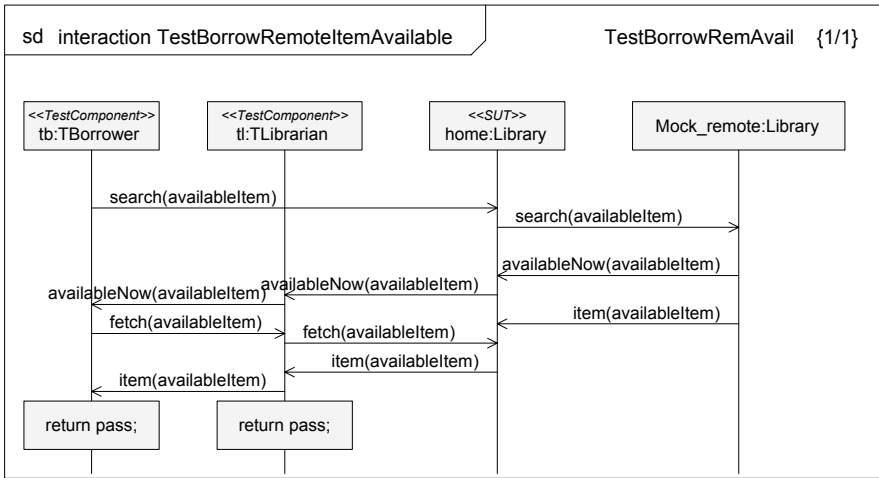 sd interaction TestBorrowRemoteItemAvailable
TestBorrowRemAvail {1/1}
<<TestComponent>>
tb:TBorrower
<<TestComponent>>
tl:TLibrarian
<<SUT>>
home:Library
Mock_remote:Library
search(availableItem)
search(availableItem)
availableNow(availableItem)
availableNow(availableItem)
availableNow(availableItem)
item(availableItem)
fetch(availableItem)
fetch(availableItem)
item(availableItem)
item(availableItem)
return pass;
return pass;